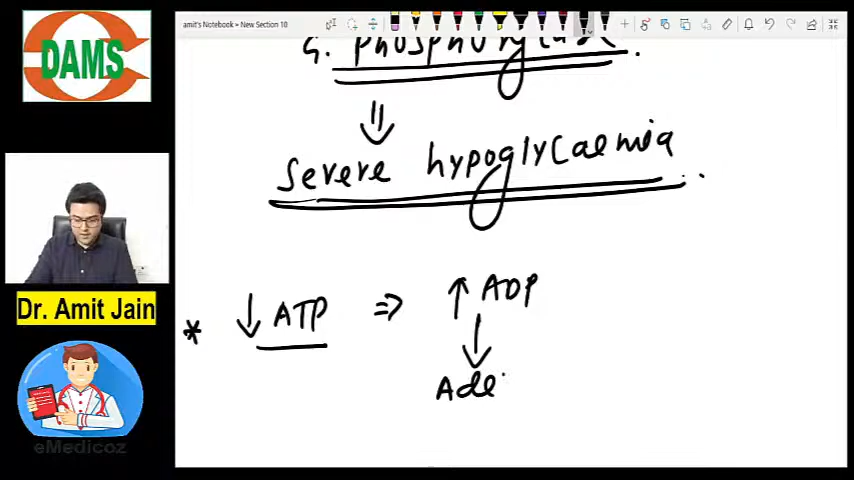 amit's Notebook > New Section 10
DAMS
G. phosphorylase.
⇓
Severe hypoglycaemia.
* ↓ ATP ⇒ ↑ ADP
↓
Ade
Dr. Amit Jain
eMedicoz